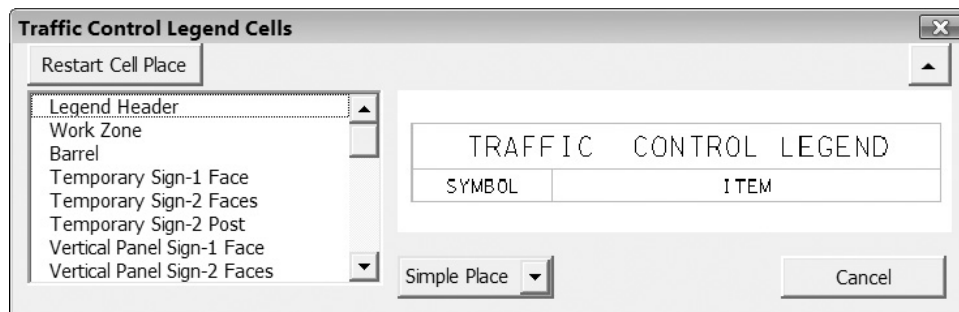 Traffic Control Legend Cells
Restart Cell Place
Legend Header
Work Zone
Barrel
Temporary Sign-1 Face
Temporary Sign-2 Faces
Temporary Sign-2 Post
Vertical Panel Sign-1 Face
Vertical Panel Sign-2 Faces
TRAFFIC CONTROL LEGEND
SYMBOL ITEM
Simple Place
Cancel